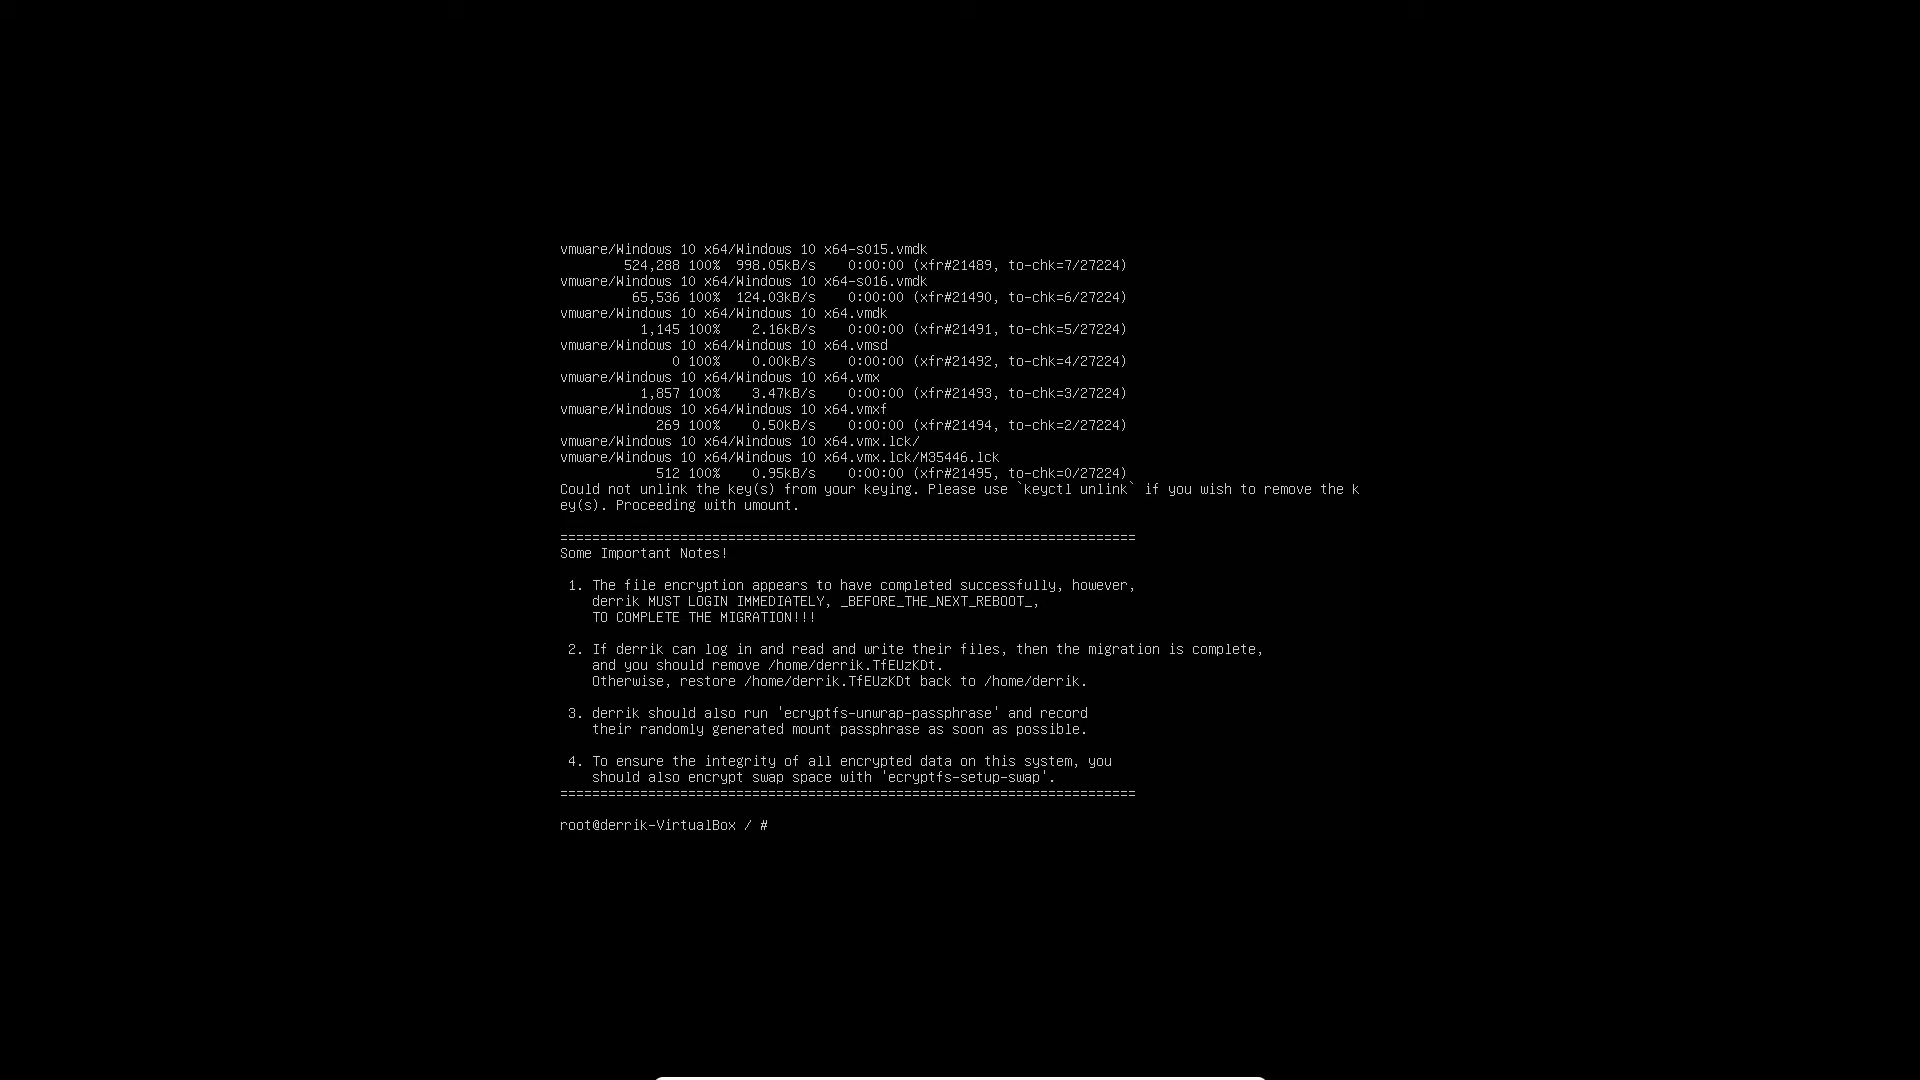 vmware/Windows 10 x64/Windows 10 x64-s015.vmdk
524,288 100% 998.05kB/s 0:00:00 (xfr#21489, to-chk=7/27224)
vmware/Windows 10 x64/Windows 10 x64-s016.vmdk
65,536 100% 124.03kB/s 0:00:00 (xfr#21490, to-chk=6/27224)
vmware/Windows 10 x64/Windows 10 x64.vmdk
1,145 100% 2.16kB/s 0:00:00 (xfr#21491, to-chk=5/27224)
vmware/Windows 10 x64/Windows 10 x64.vmsd
0 100% 0.00kB/s 0:00:00 (xfr#21492, to-chk=4/27224)
vmware/Windows 10 x64/Windows 10 x64.vmx
1,857 100% 3.47kB/s 0:00:00 (xfr#21493, to-chk=3/27224)
vmware/Windows 10 x64/Windows 10 x64.vmxf
269 100% 0.50kB/s 0:00:00 (xfr#21494, to-chk=2/27224)
vmware/Windows 10 x64/Windows 10 x64.vmx.lck/
vmware/Windows 10 x64/Windows 10 x64.vmx.lck/M35446.lck
512 100% 0.95kB/s 0:00:00 (xfr#21495, to-chk=0/27224)
Could not unlink the key(s) from your keying. Please use `keyctl unlink` if you wish to remove the k
ey(s). Proceeding with umount.
========================================================================
Some Important Notes!
1. The file encryption appears to have completed successfully, however,
derrik MUST LOGIN IMMEDIATELY, _BEFORE_THE_NEXT_REBOOT_,
TO COMPLETE THE MIGRATION!!!
2. If derrik can log in and read and write their files, then the migration is complete,
and you should remove /home/derrik.TfEUzKDt.
Otherwise, restore /home/derrik.TfEUzKDt back to /home/derrik.
3. derrik should also run 'ecryptfs-unwrap-passphrase' and record
their randomly generated mount passphrase as soon as possible.
4. To ensure the integrity of all encrypted data on this system, you
should also encrypt swap space with 'ecryptfs-setup-swap'.
========================================================================
root@derrik-VirtualBox / #